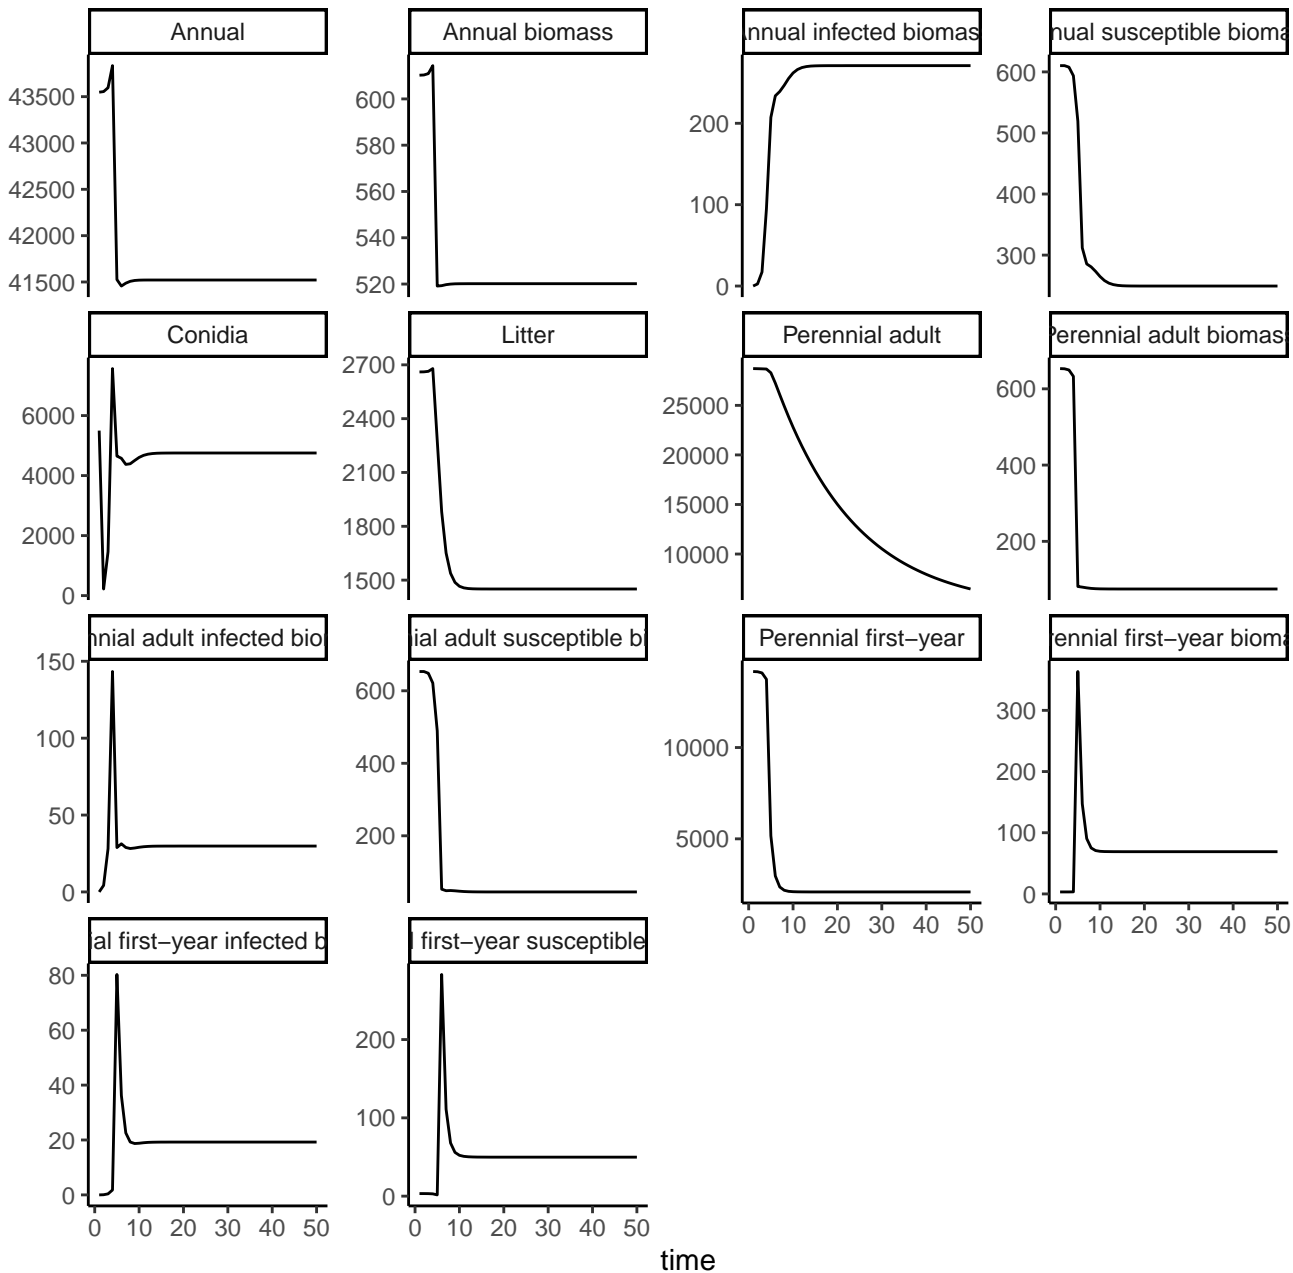 Annual
Annual biomass
Annual infected biomas
nual susceptible bioma
43500
43000
42500
42000
41500
600
580
560
540
520
200
100
0
600
500
400
300
Conidia
Litter
Perennial adult
Perennial adult biomass
6000
4000
2000
0
2700
2400
2100
1800
1500
25000
20000
15000
10000
600
400
200
nnial adult infected bio
ial adult susceptible bi
Perennial first−year
rennial first−year bioma
150
100
50
0
600
400
200
10000
5000
300
200
100
0
0 10 20 30 40 50
0 10 20 30 40 50
ial first−year infected b
l first−year susceptible
80
60
40
20
0
200
100
0
0 10 20 30 40 50
0 10 20 30 40 50
time